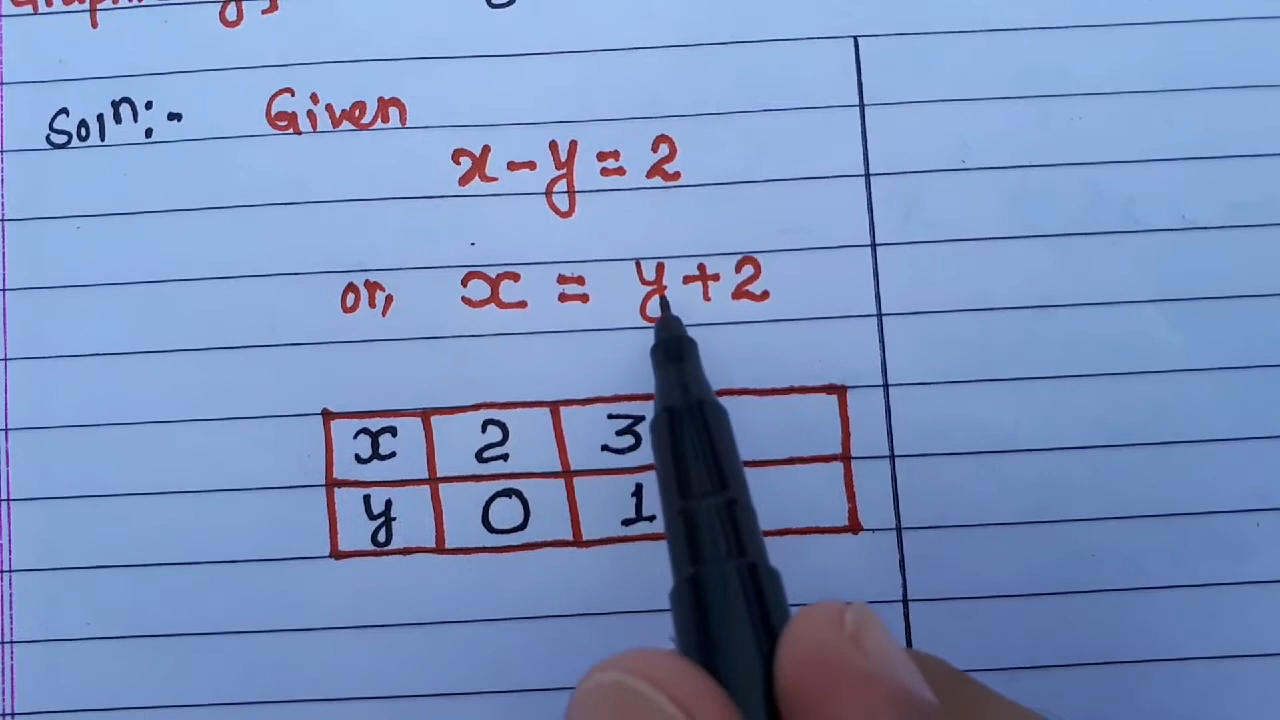 Soln:-
Given
x - y = 2
or, x = y + 2
x 2 3
y 0 1